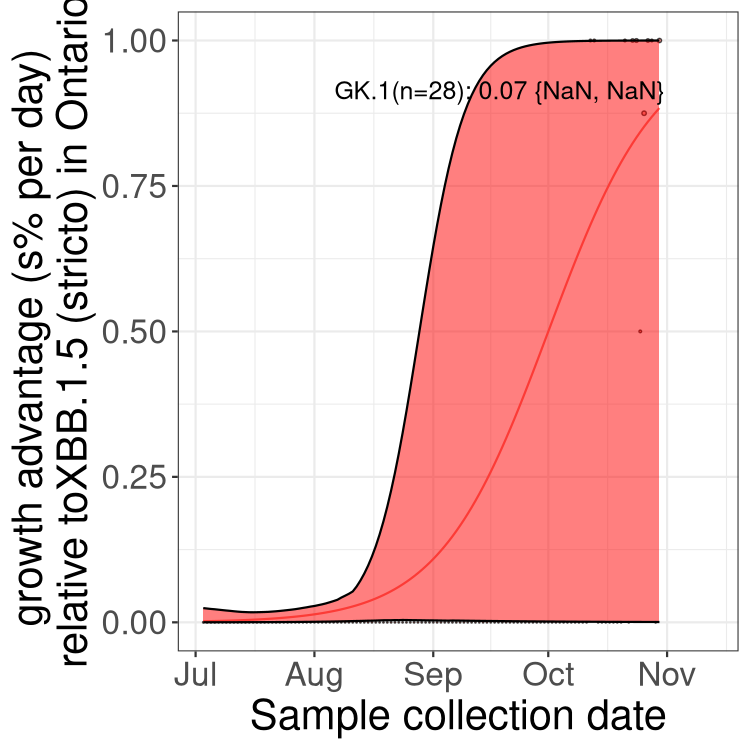 growth advantage (s% per day)
relative toXBB.1.5 (stricto) in Ontario
1.00
0.75
0.50
0.25
0.00
GK.1(n=28): 0.07 {NaN, NaN}
Jul Aug Sep Oct Nov
Sample collection date